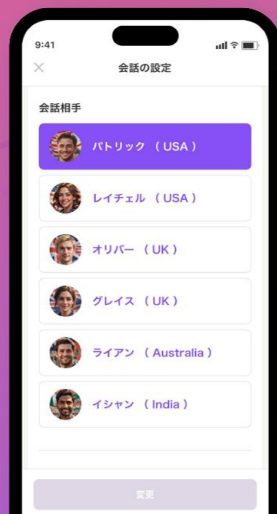 9:41
会話の設定
会話相手
パトリック （ USA ）
レイチェル （ USA ）
オリバー （ UK ）
グレイス （ UK ）
ライアン （ Australia ）
イシャン （ India ）
変更